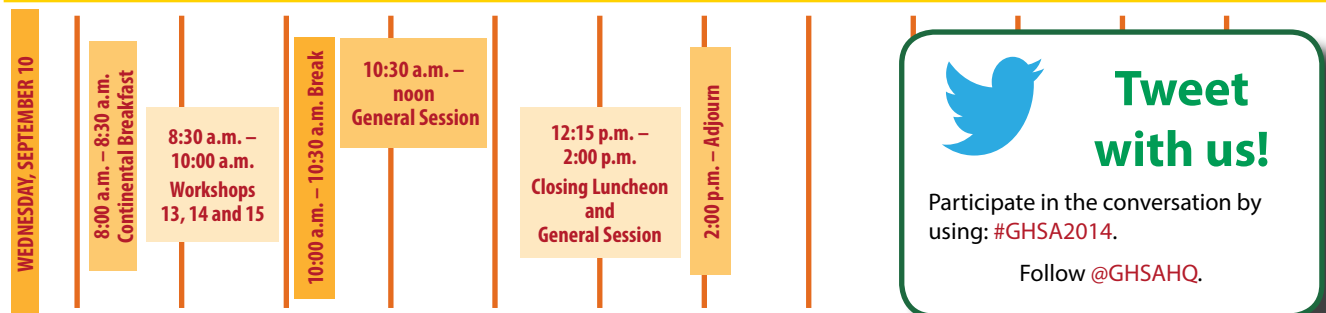 WEDNESDAY, SEPTEMBER 10
8:00 a.m. – 8:30 a.m.
Continental Breakfast
8:30 a.m. –
10:00 a.m.
Workshops
13, 14 and 15
10:00 a.m. – 10:30 a.m. Break
10:30 a.m. –
noon
General Session
12:15 p.m. –
2:00 p.m.
Closing Luncheon
and
General Session
2:00 p.m. – Adjourn
Tweet
with us!
Participate in the conversation by
using: #GHSA2014.
Follow @GHSAHQ.